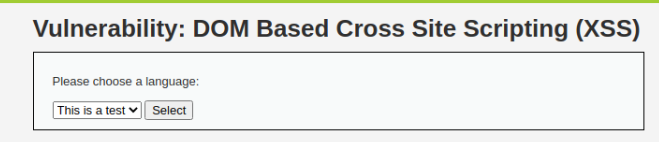 Vulnerability: DOM Based Cross Site Scripting (XSS)
Please choose a language:
This is a test Select